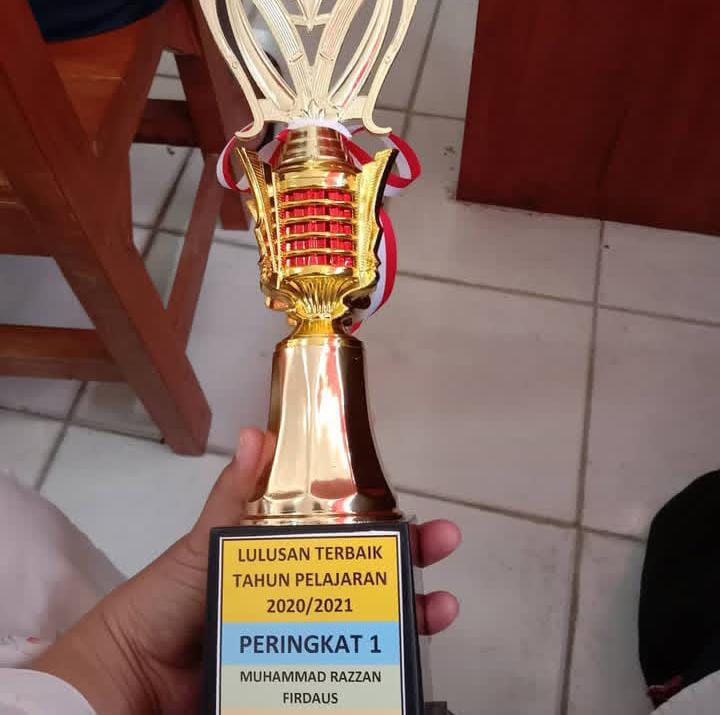 LULUSAN TERBAIK
TAHUN PELAJARAN
2020/2021
PERINGKAT 1
MUHAMMAD RAZZAN
FIRDAUS